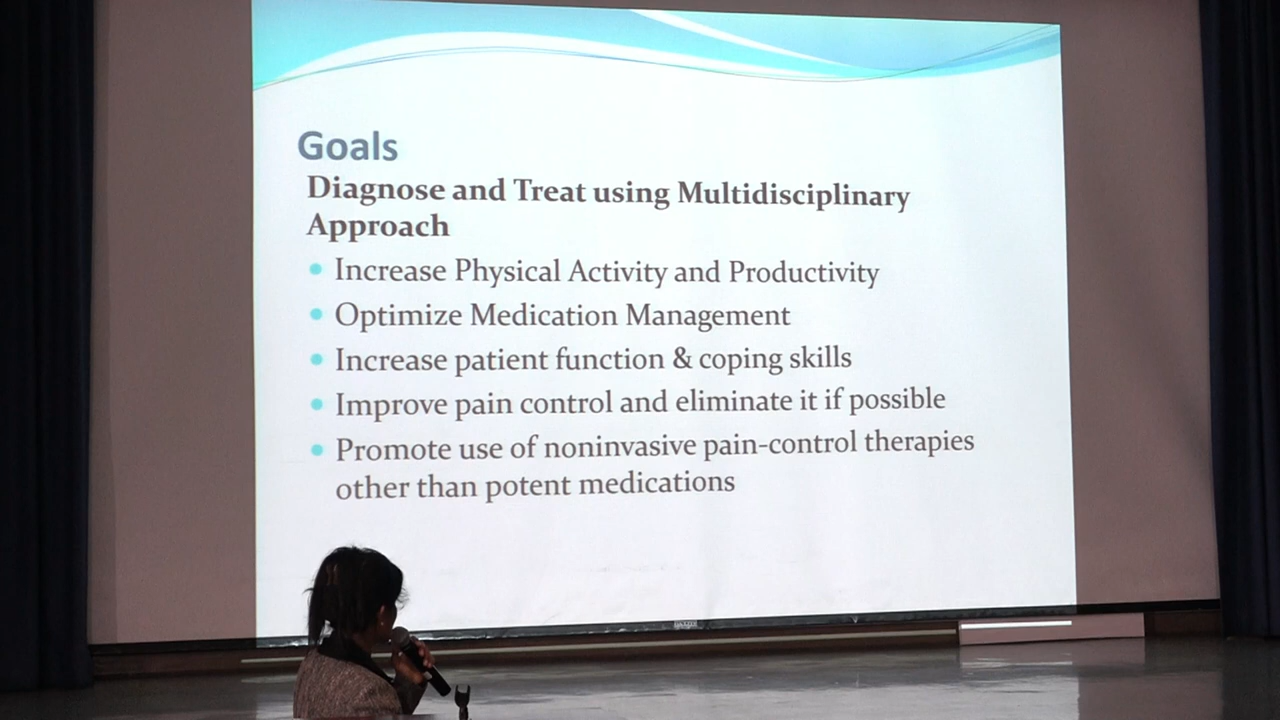 Goals
Diagnose and Treat using Multidisciplinary
Approach
Increase Physical Activity and Productivity
Optimize Medication Management
Increase patient function & coping skills
Improve pain control and eliminate it if possible
Promote use of noninvasive pain-control therapies
other than potent medications